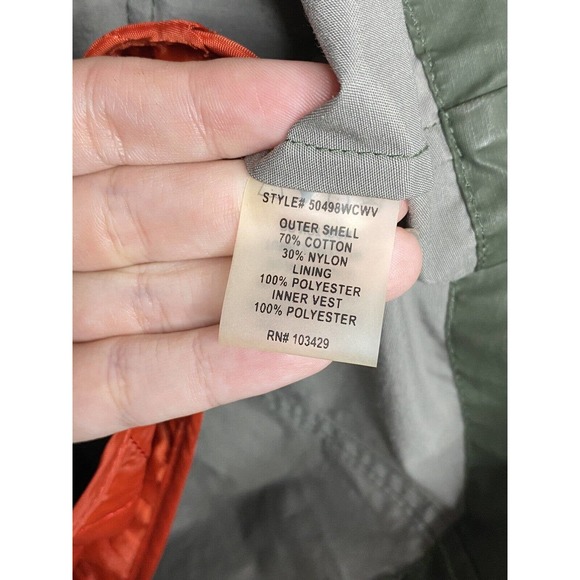 STYLE# 50498WCWV
OUTER SHELL
70% COTTON
30% NYLON
LINING
100% POLYESTER
INNER VEST
100% POLYESTER
RN# 103429